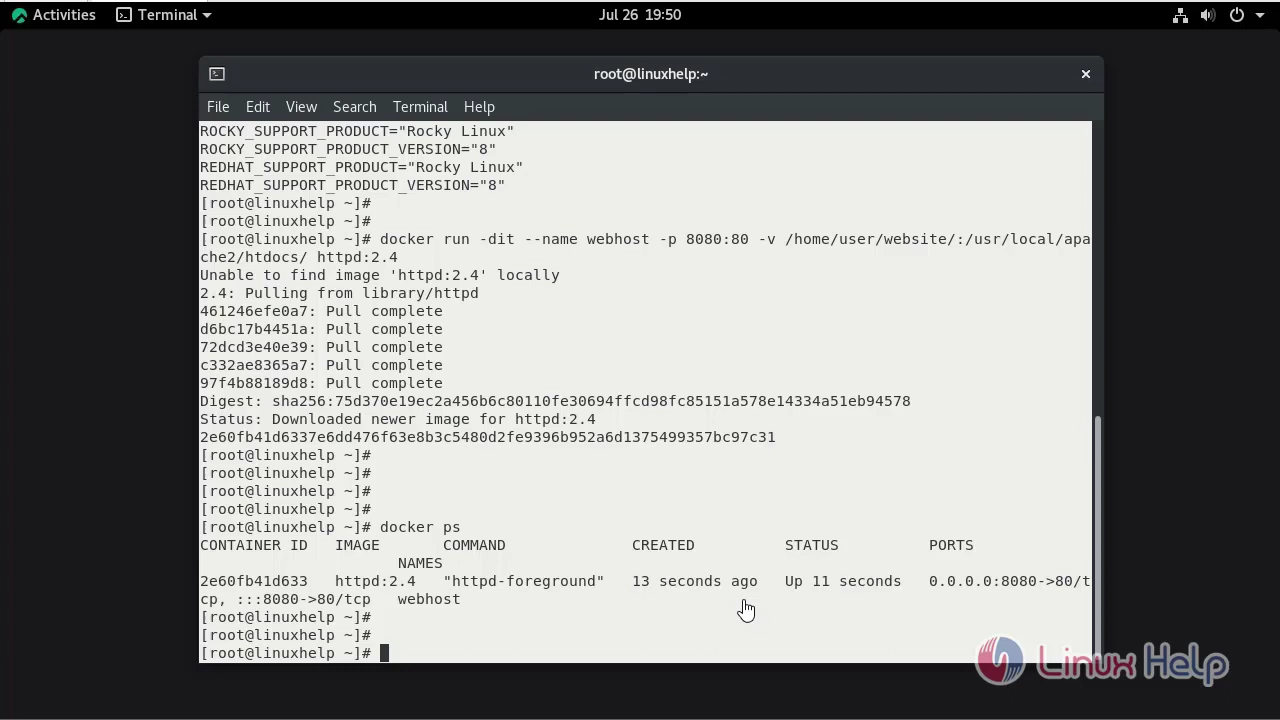 Activities Terminal Jul 26 19:50
root@linuxhelp:~
File Edit View Search Terminal Help
ROCKY_SUPPORT_PRODUCT="Rocky Linux"
ROCKY_SUPPORT_PRODUCT_VERSION="8"
REDHAT_SUPPORT_PRODUCT="Rocky Linux"
REDHAT_SUPPORT_PRODUCT_VERSION="8"
[root@linuxhelp ~]#
[root@linuxhelp ~]#
[root@linuxhelp ~]# docker run -dit --name webhost -p 8080:80 -v /home/user/website/:/usr/local/apa
che2/htdocs/ httpd:2.4
Unable to find image 'httpd:2.4' locally
2.4: Pulling from library/httpd
461246efe0a7: Pull complete
d6bc17b4451a: Pull complete
72dcd3e40e39: Pull complete
c332ae8365a7: Pull complete
97f4b88189d8: Pull complete
Digest: sha256:75d370e19ec2a456b6c80110fe30694ffcd98fc85151a578e14334a51eb94578
Status: Downloaded newer image for httpd:2.4
2e60fb41d6337e6dd476f63e8b3c5480d2fe9396b952a6d1375499357bc97c31
[root@linuxhelp ~]#
[root@linuxhelp ~]#
[root@linuxhelp ~]#
[root@linuxhelp ~]#
[root@linuxhelp ~]# docker ps
CONTAINER ID   IMAGE       COMMAND              CREATED          STATUS          PORTS
                      NAMES
2e60fb41d633   httpd:2.4   "httpd-foreground"   13 seconds ago   Up 11 seconds   0.0.0.0:8080->80/t
cp, :::8080->80/tcp   webhost
[root@linuxhelp ~]#
[root@linuxhelp ~]#
[root@linuxhelp ~]#
Linux Help